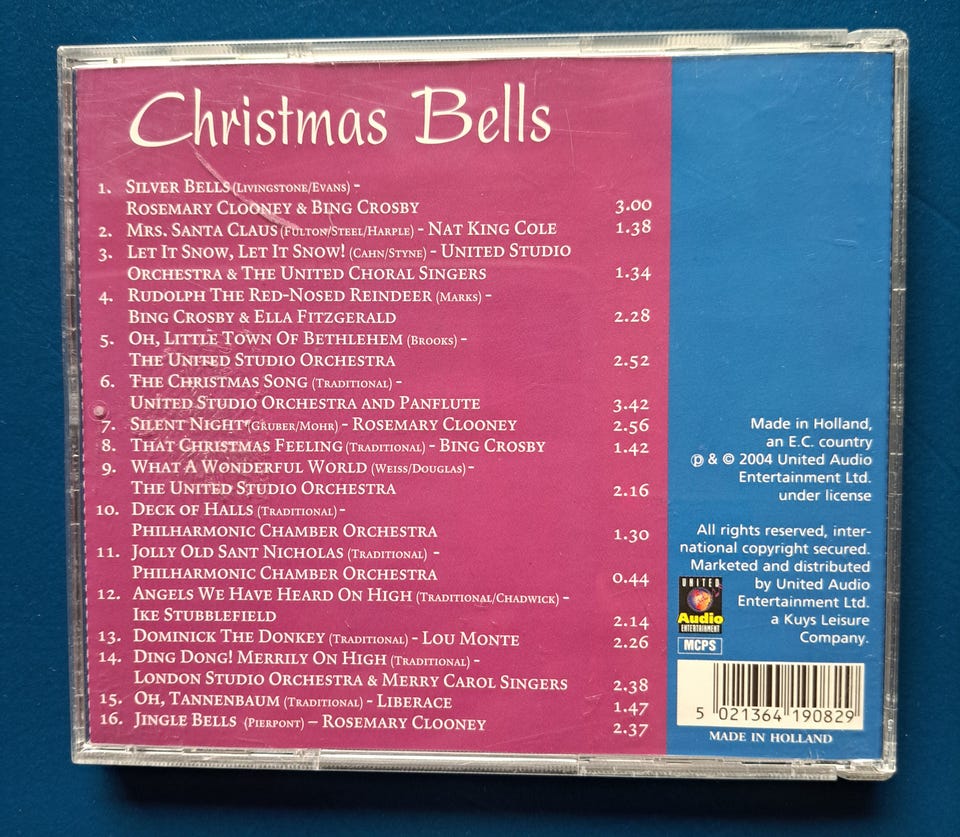 Christmas Bells
1. Silver Bells (Livingstone/Evans) -
Rosemary Clooney & Bing Crosby 3.00
2. Mrs. Santa Claus (Fulton/Steel/Harple) - Nat King Cole 1.38
3. Let It Snow, Let It Snow! (Cahn/Styne) - United Studio
Orchestra & The United Choral Singers 1.34
4. Rudolph The Red-Nosed Reindeer (Marks) -
Bing Crosby & Ella Fitzgerald 2.28
5. Oh, Little Town Of Bethlehem (Brooks) -
The United Studio Orchestra 2.52
6. The Christmas Song (Traditional) -
United Studio Orchestra and Panflute 3.42
7. Silent Night (Gruber/Mohr) - Rosemary Clooney 2.56
8. That Christmas Feeling (Traditional) - Bing Crosby 1.42
9. What A Wonderful World (Weiss/Douglas) -
The United Studio Orchestra 2.16
10. Deck of Halls (Traditional) -
Philharmonic Chamber Orchestra 1.30
11. Jolly Old Sant Nicholas (Traditional) -
Philharmonic Chamber Orchestra 0.44
12. Angels We Have Heard On High (Traditional/Chadwick) -
Ike Stubblefield 2.14
13. Dominick The Donkey (Traditional) - Lou Monte 2.26
14. Ding Dong! Merrily On High (Traditional) -
London Studio Orchestra & Merry Carol Singers 2.38
15. Oh, Tannenbaum (Traditional) - Liberace 1.47
16. Jingle Bells (Pierpont) – Rosemary Clooney 2.37
Made in Holland,
an E.C. country
℗ & © 2004 United Audio
Entertainment Ltd.
under license
All rights reserved, inter-
national copyright secured.
Marketed and distributed
by United Audio
Entertainment Ltd.
a Kuys Leisure
Company.
UNITED
Audio
ENTERTAINMENT
MCPS
5 021364 190829
MADE IN HOLLAND